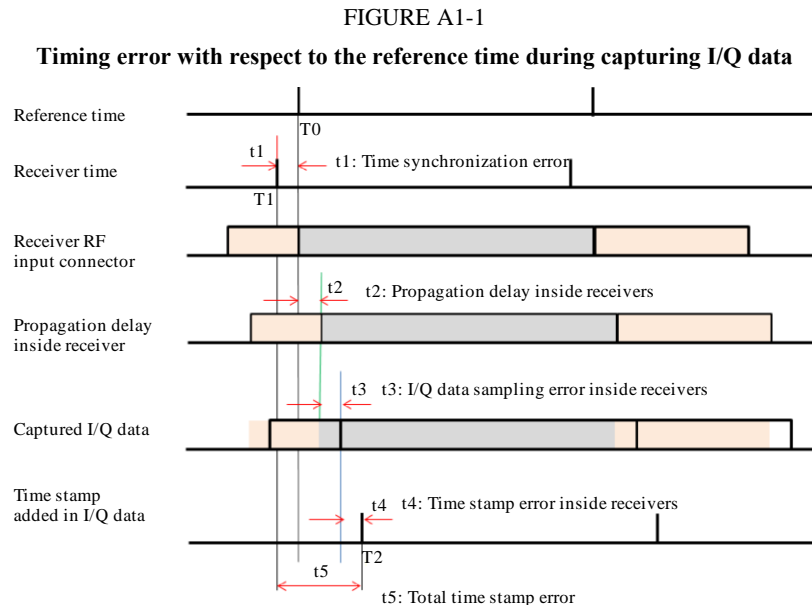 FIGURE A1-1
Timing error with respect to the reference time during capturing I/Q data
Reference time
T0
t1
t1: Time synchronization error
Receiver time
T1
Receiver RF
input connector
t2
t2: Propagation delay inside receivers
Propagation delay
inside receiver
t3
t3: I/Q data sampling error inside receivers
Captured I/Q data
Time stamp
added in I/Q data
t4
t4: Time stamp error inside receivers
T2
t5
t5: Total time stamp error